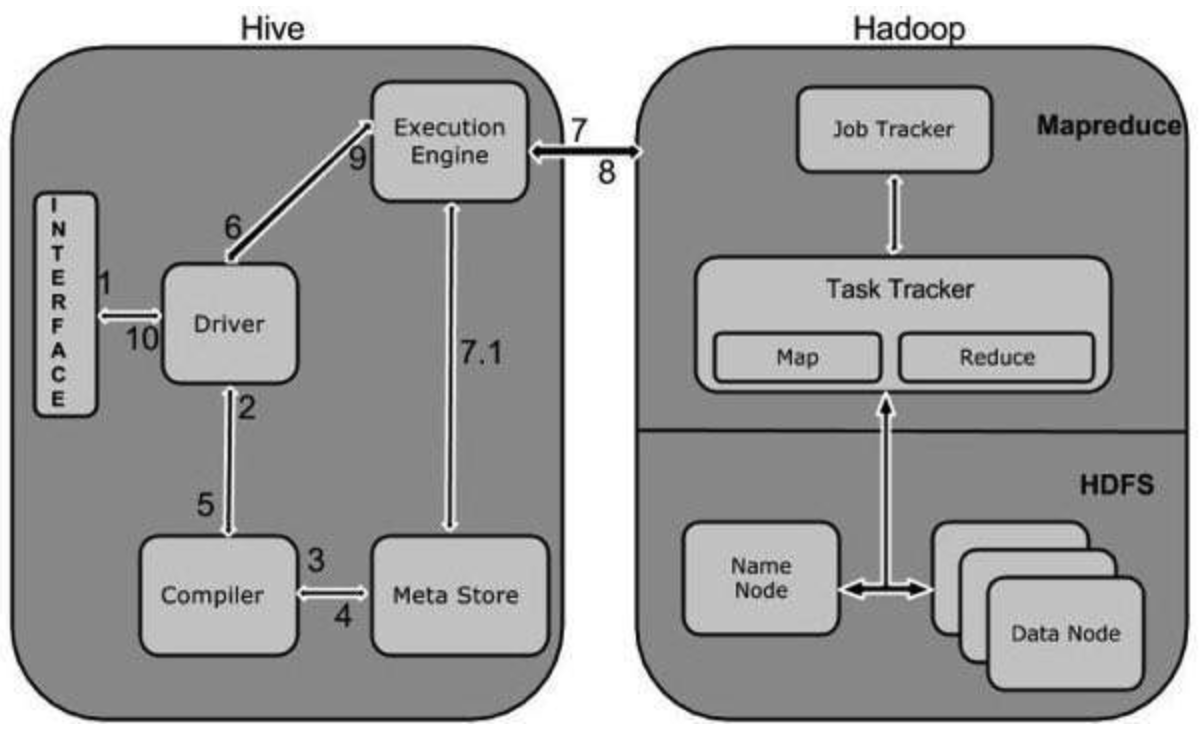 Hive
Hadoop
Execution
Engine
7
8
9
6
INTERFACE
1
10
Driver
7.1
2
5
Compiler
3
4
Meta Store
Job Tracker
Mapreduce
Task Tracker
Map
Reduce
HDFS
Name
Node
Data Node